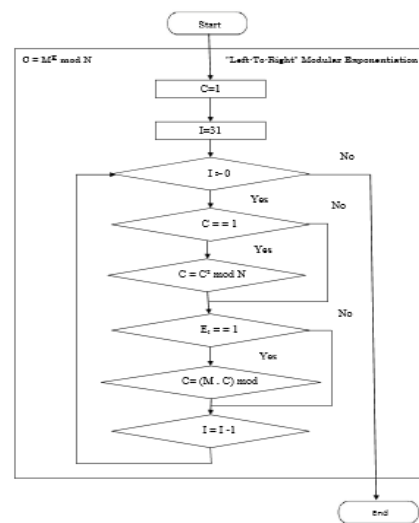 Start
C = M^E mod N
"Left-To-Right" Modular Exponentiation
C=1
I=31
I > 0
No
Yes
C = = 1
No
Yes
C = C² mod N
E₁ = = 1
No
Yes
C= (M . C) mod
I = I -1
End